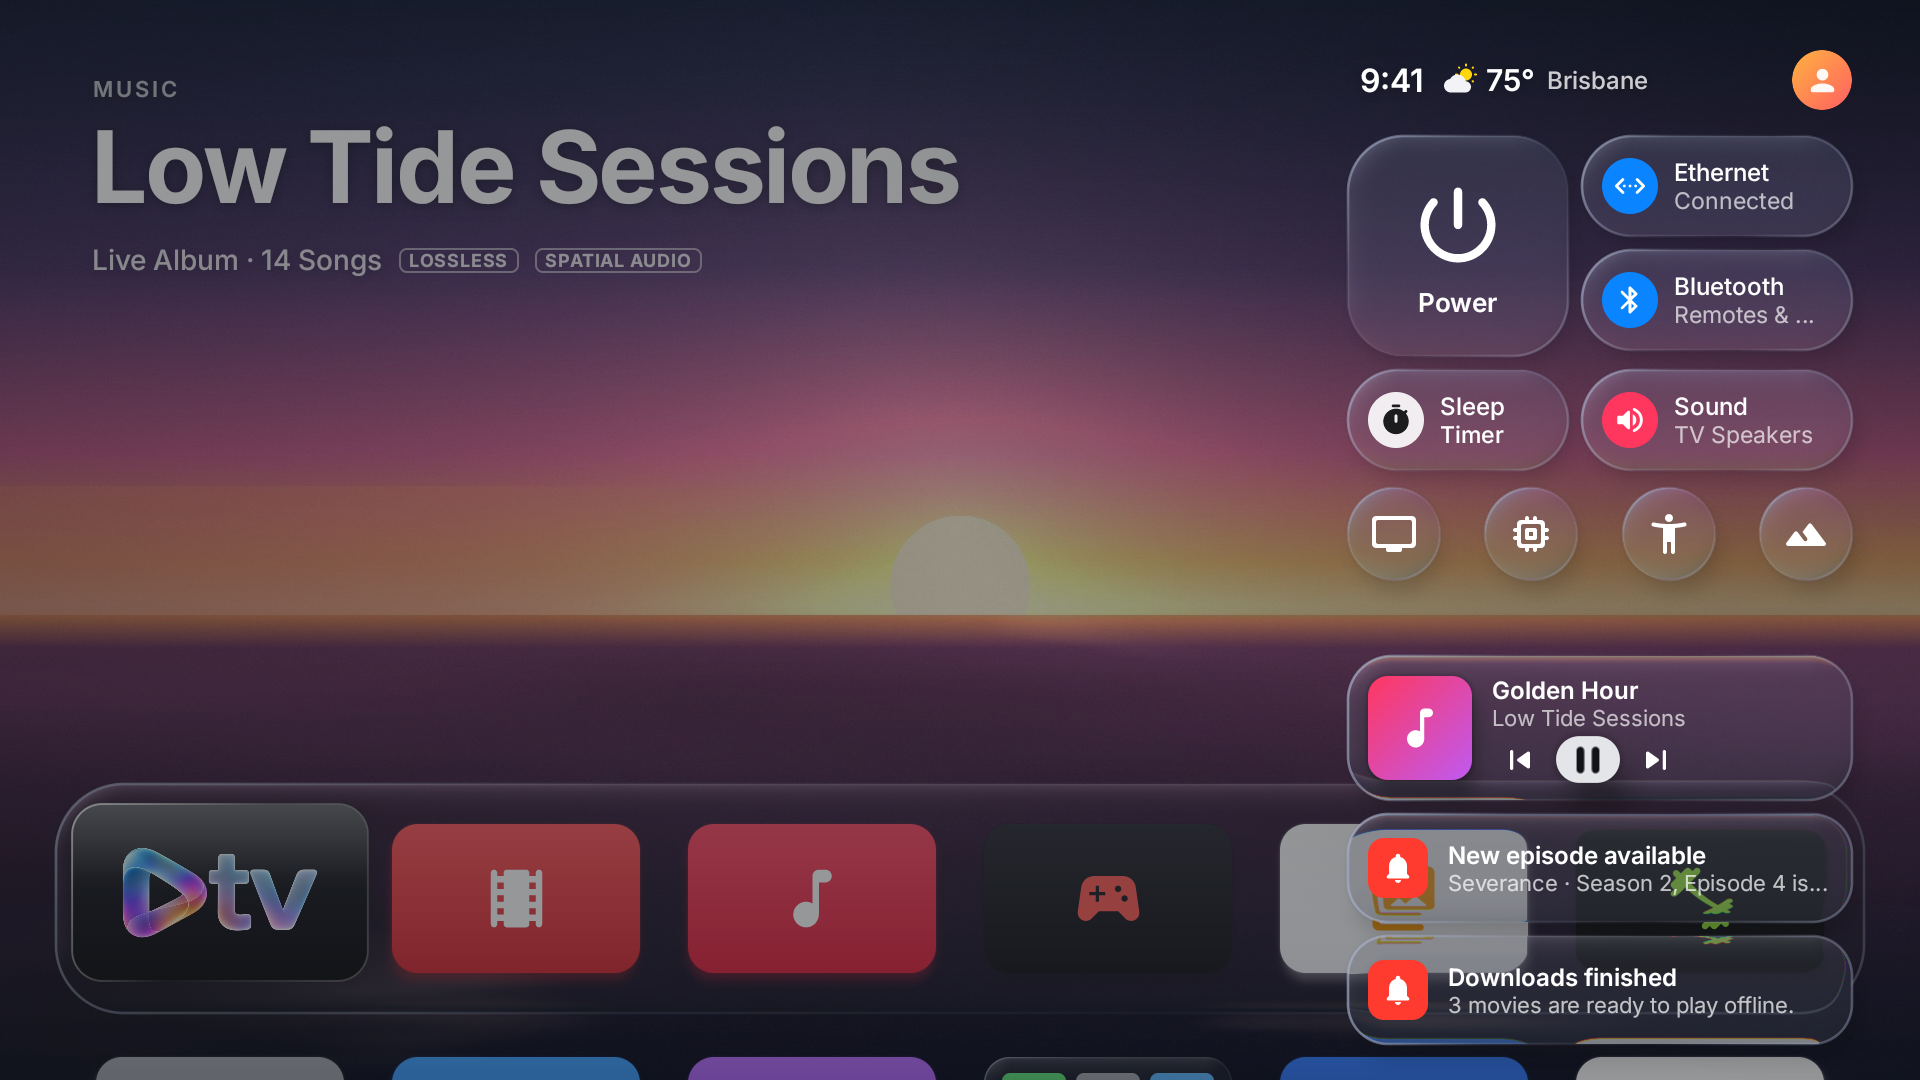 MUSIC
Low Tide Sessions
Live Album · 14 Songs LOSSLESS SPATIAL AUDIO
9:41 75° Brisbane
Power
Ethernet
Connected
Bluetooth
Remotes & ...
Sleep
Timer
Sound
TV Speakers
Golden Hour
Low Tide Sessions
New episode available
Severance · Season 2, Episode 4 is...
Downloads finished
3 movies are ready to play offline.
tv